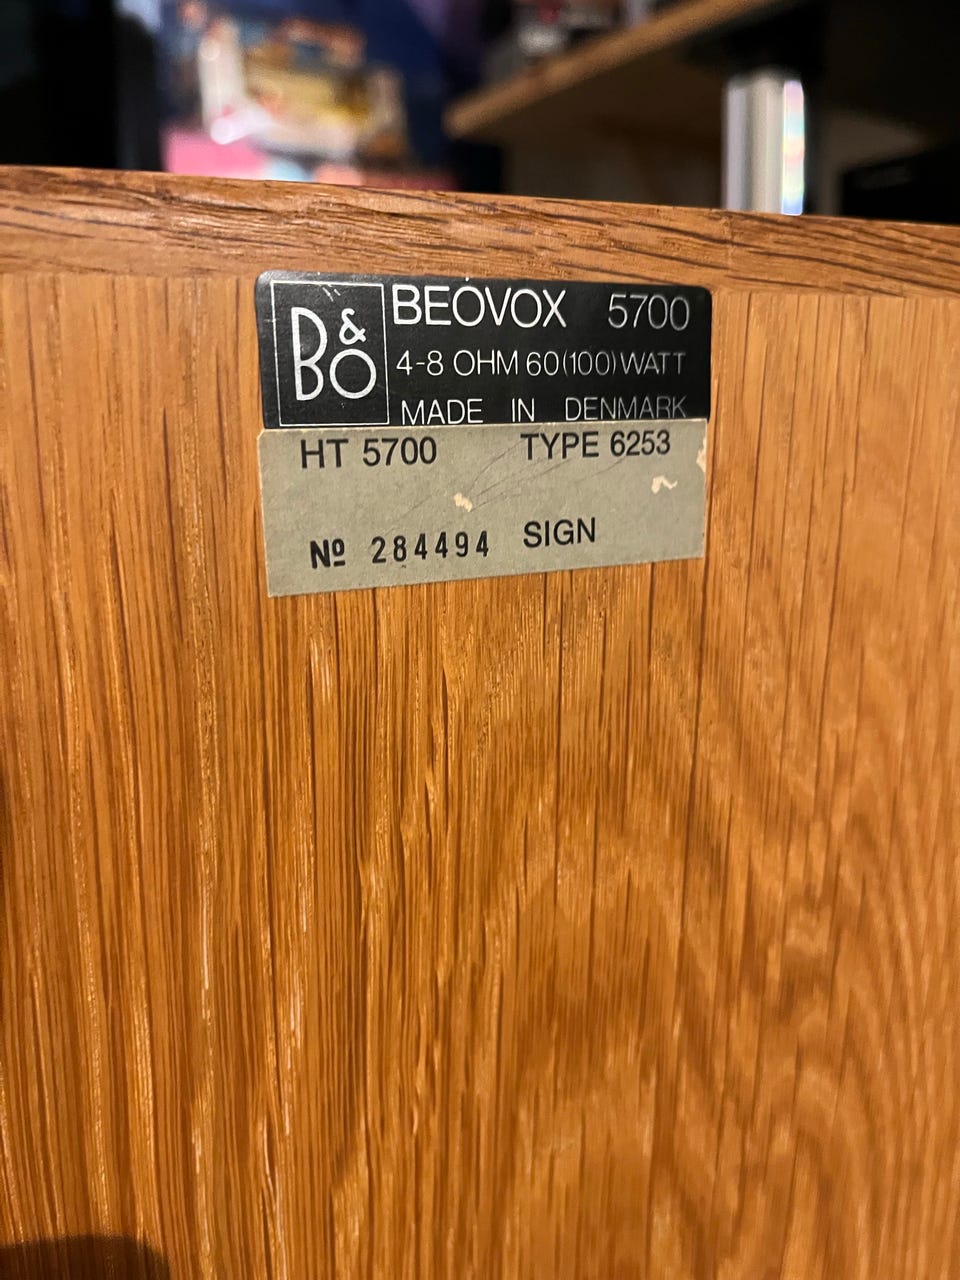 B&O
BEOVOX 5700
4-8 OHM 60(100)WATT
MADE IN DENMARK
HT 5700 TYPE 6253
Nº 284494 SIGN